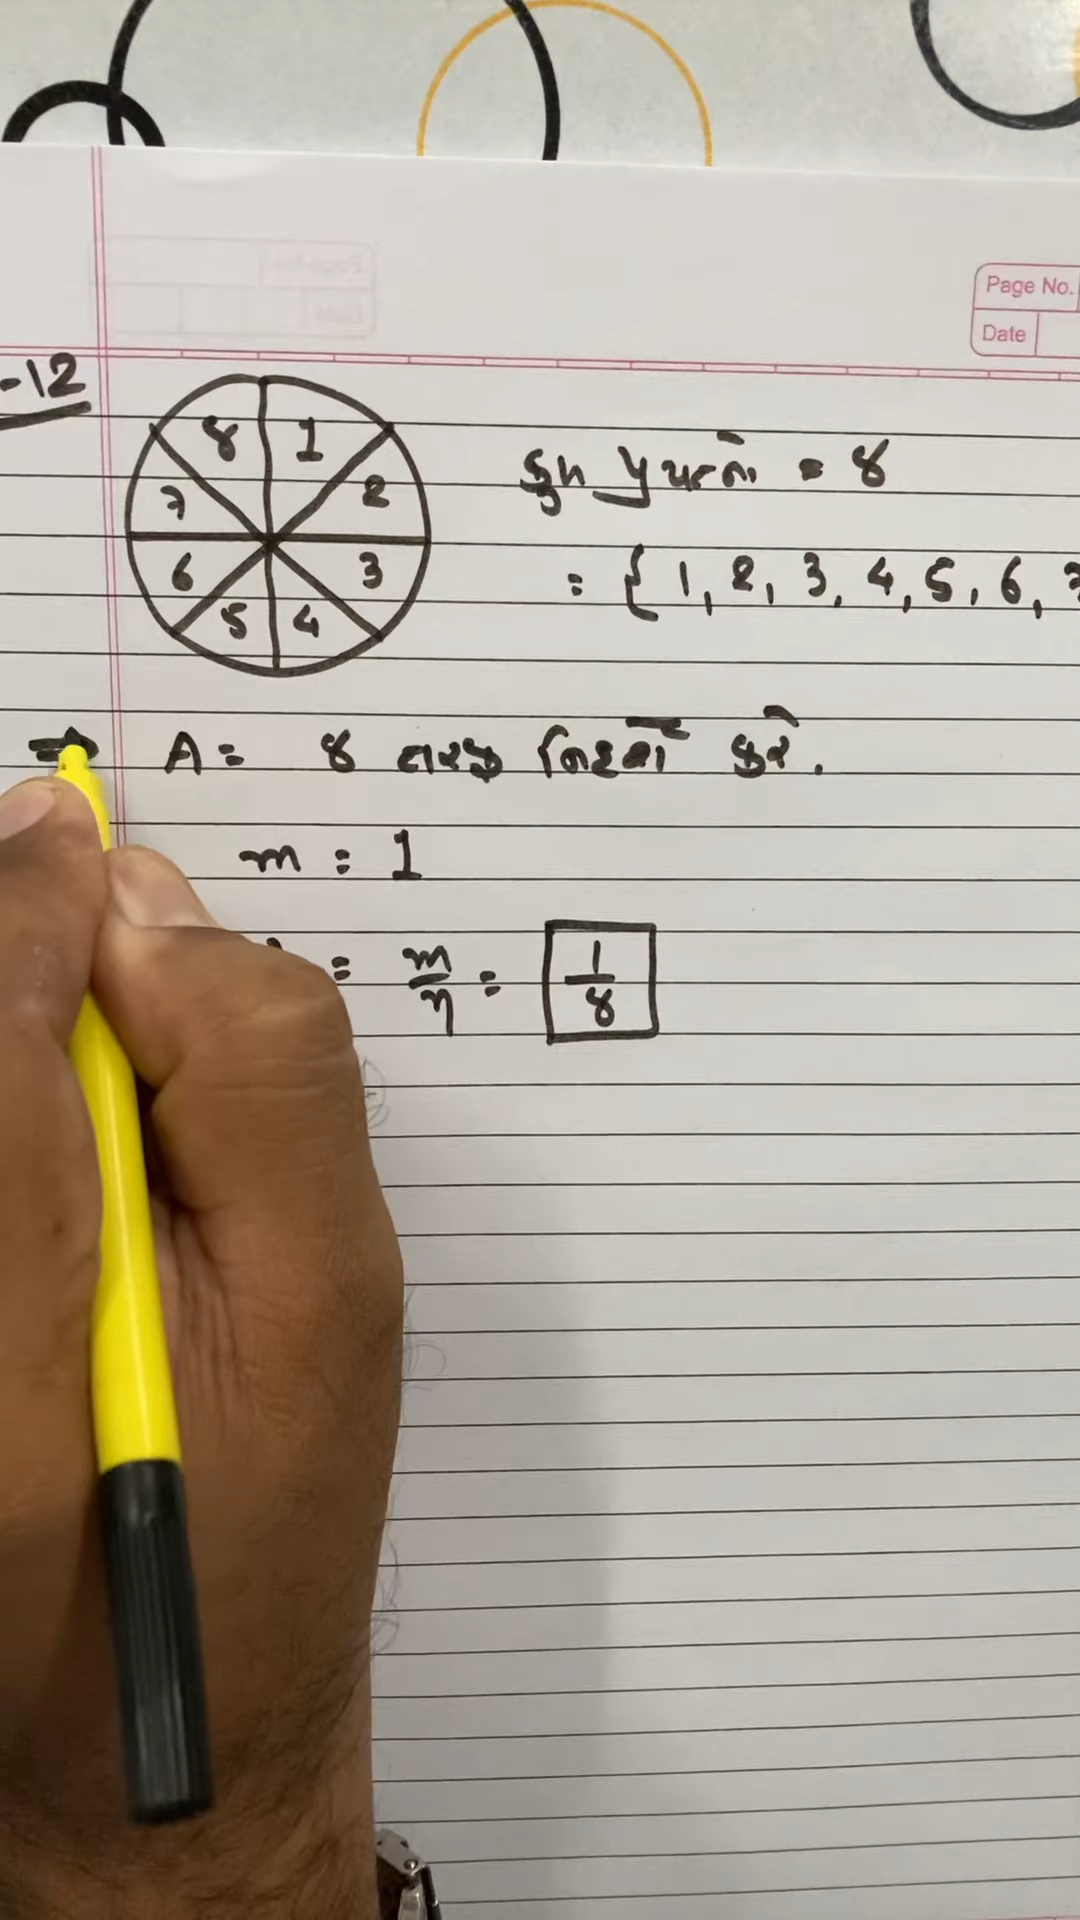 Page No.
Date
-12
8 1
7 2
6 3
5 4
કુલ = 8
= { 1, 2, 3, 4, 5, 6, 7
⇒ A = 8 તરફ નિર્દેશ કરે.
m = 1
= m/n = 1/8